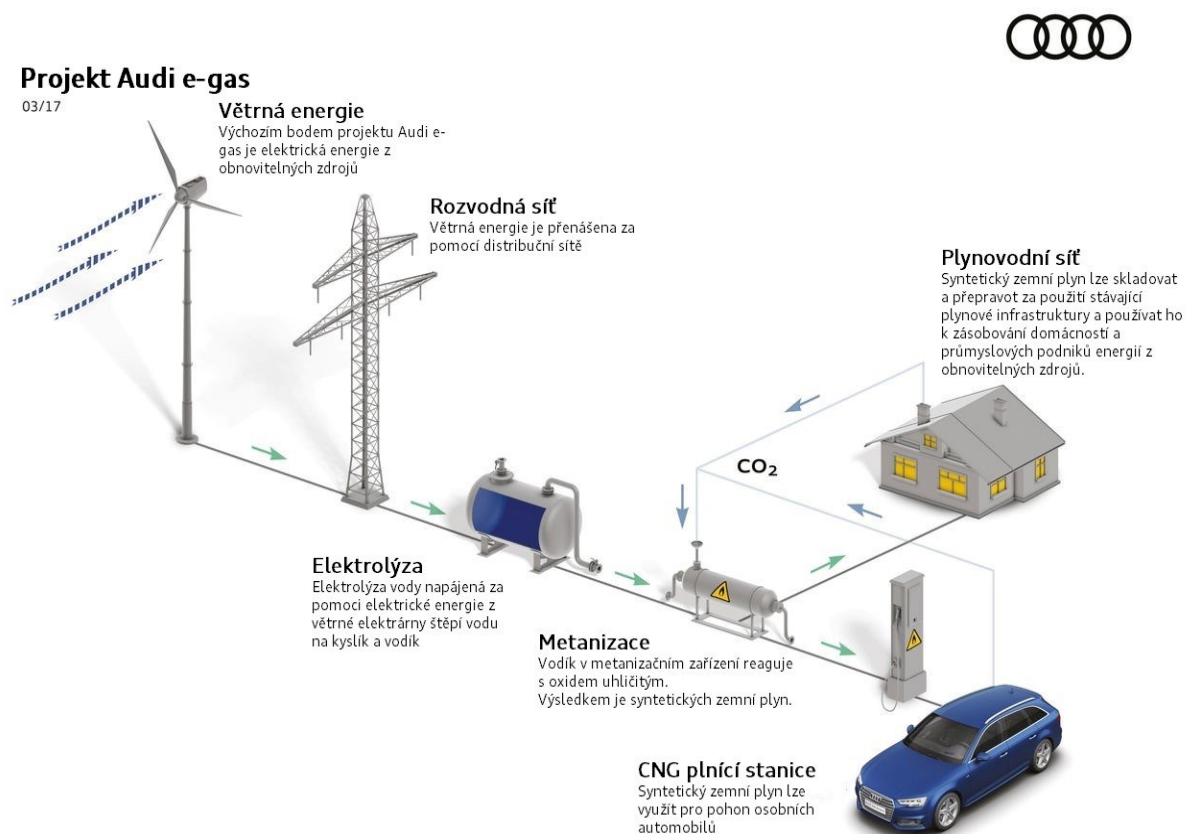 Projekt Audi e-gas
03/17
Větrná energie
Výchozím bodem projektu Audi e-
gas je elektrická energie z
obnovitelných zdrojů
Rozvodná síť
Větrná energie je přenášena za
pomocí distribuční sítě
Plynovodní síť
Syntetický zemní plyn lze skladovat
a přepravot za použití stávající
plynové infrastruktury a používat ho
k zásobování domácností a
průmyslových podniků energií z
obnovitelných zdrojů.
CO₂
Elektrolýza
Elektrolýza vody napájená za
pomoci elektrické energie z
větrné elektrárny štěpí vodu
na kyslík a vodík
Metanizace
Vodík v metanizačním zařízení reaguje
s oxidem uhličitým.
Výsledkem je syntetických zemní plyn.
CNG plnící stanice
Syntetický zemní plyn lze
využít pro pohon osobních
automobilů